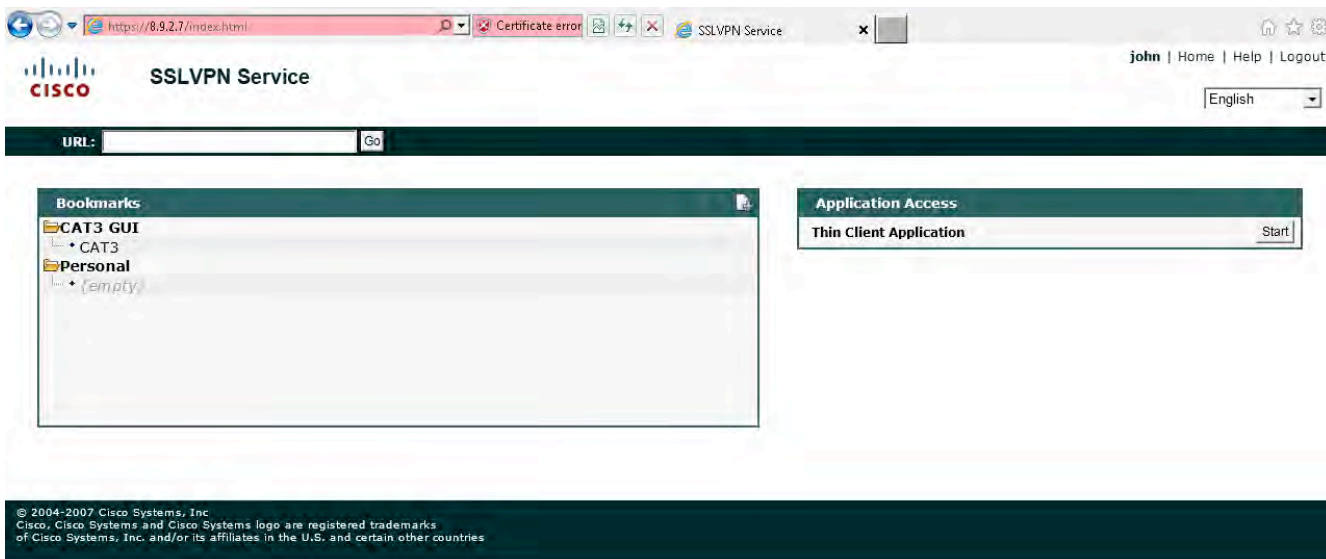 https://8.9.2.7/index.html
Certificate error
SSLVPN Service
john | Home | Help | Logout
CISCO
SSLVPN Service
English
URL:
Go
Bookmarks
CAT3 GUI
CAT3
Personal
(empty)
Application Access
Thin Client Application
Start
© 2004-2007 Cisco Systems, Inc
Cisco, Cisco Systems and Cisco Systems logo are registered trademarks
of Cisco Systems, Inc. and/or its affiliates in the U.S. and certain other countries